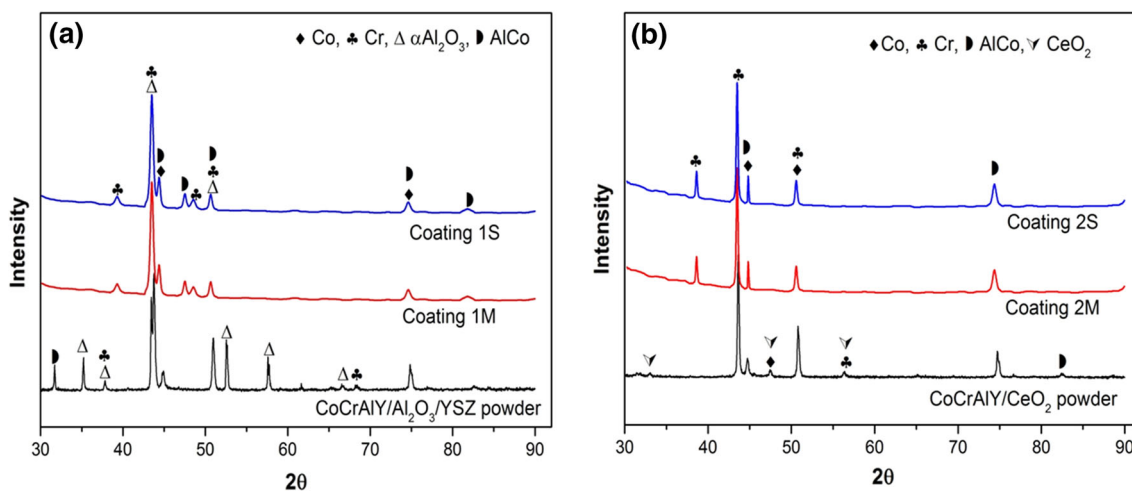 (a)
♦ Co, ♣ Cr, Δ αAl₂O₃, ◗ AlCo
Coating 1S
Coating 1M
CoCrAlY/Al₂O₃/YSZ powder
Intensity
30 40 50 60 70 80 90
2θ
(b)
♦ Co, ♣ Cr, ◗ AlCo, ⮟ CeO₂
Coating 2S
Coating 2M
CoCrAlY/CeO₂ powder
Intensity
30 40 50 60 70 80 90
2θ